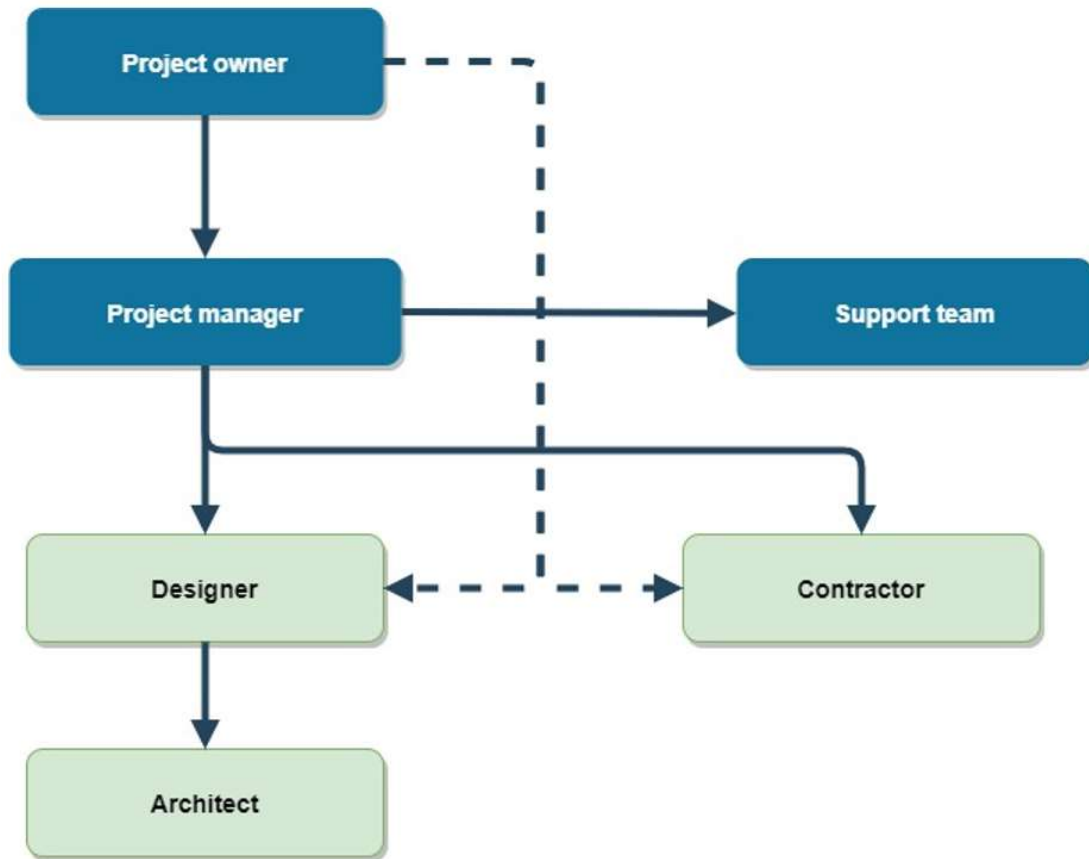 Project owner
Project manager
Support team
Designer
Contractor
Architect